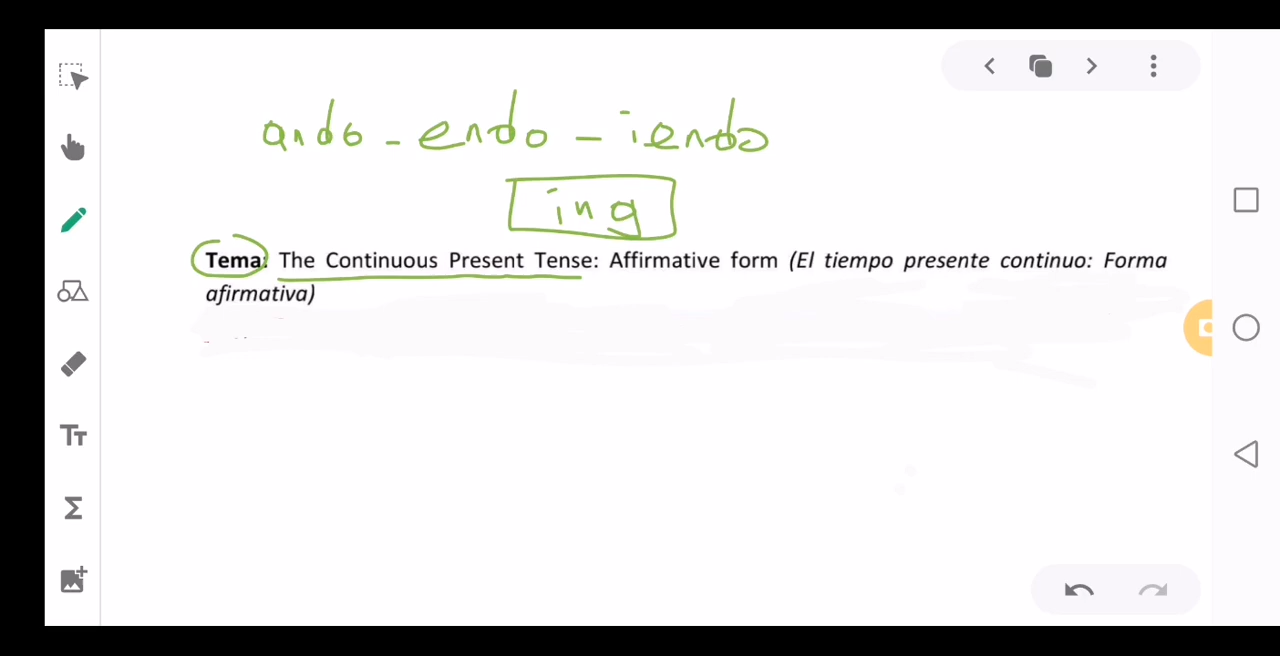 ando - endo - iendo
ing
Tema: The Continuous Present Tense: Affirmative form (El tiempo presente continuo: Forma
afirmativa)